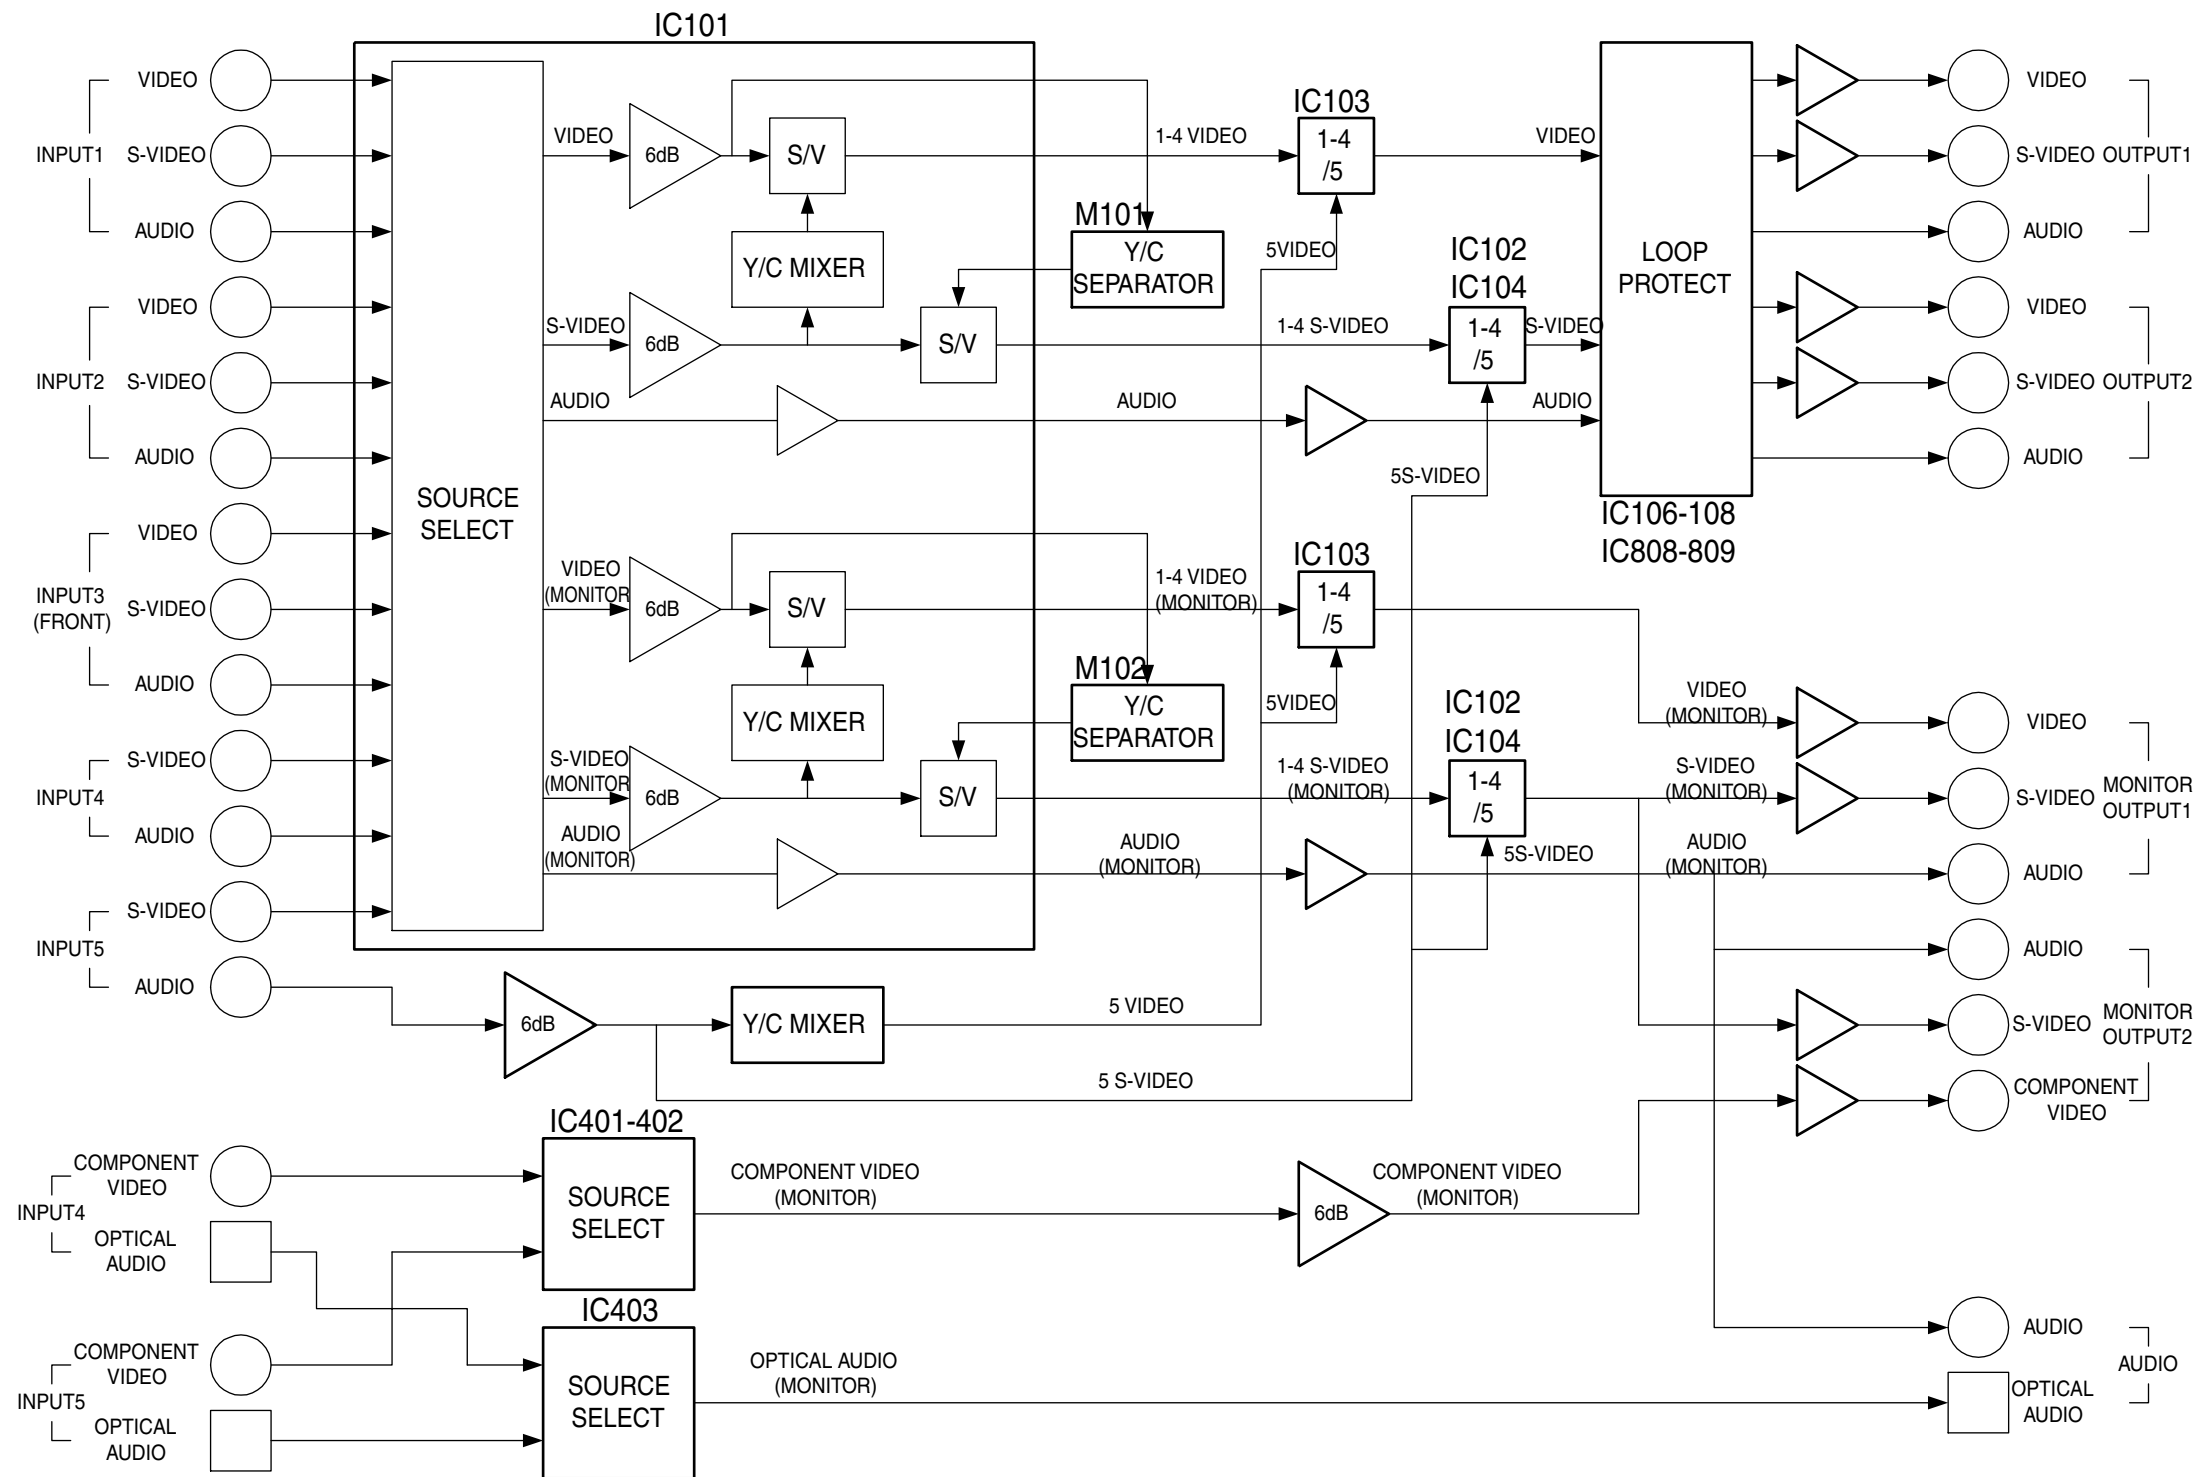 IC101
VIDEO
INPUT1
S-VIDEO
AUDIO
VIDEO
INPUT2
S-VIDEO
AUDIO
VIDEO
INPUT3
(FRONT)
S-VIDEO
AUDIO
S-VIDEO
INPUT4
AUDIO
S-VIDEO
INPUT5
AUDIO
SOURCE
SELECT
VIDEO
6dB
S/V
Y/C MIXER
S-VIDEO
6dB
S/V
AUDIO
M101
Y/C
SEPARATOR
1-4 VIDEO
IC103
1-4
/5
5VIDEO
VIDEO
1-4 S-VIDEO
IC102
IC104
1-4
/5
S-VIDEO
AUDIO
AUDIO
5S-VIDEO
LOOP
PROTECT
IC106-108
IC808-809
VIDEO
S-VIDEO
OUTPUT1
AUDIO
VIDEO
S-VIDEO
OUTPUT2
AUDIO
VIDEO
(MONITOR
6dB
S/V
Y/C MIXER
S-VIDEO
(MONITOR
6dB
S/V
AUDIO
(MONITOR)
M102
Y/C
SEPARATOR
1-4 VIDEO
(MONITOR)
IC103
1-4
/5
5VIDEO
1-4 S-VIDEO
(MONITOR)
IC102
IC104
1-4
/5
5S-VIDEO
AUDIO
(MONITOR)
VIDEO
(MONITOR)
S-VIDEO
(MONITOR)
AUDIO
(MONITOR)
VIDEO
S-VIDEO
MONITOR
OUTPUT1
AUDIO
AUDIO
S-VIDEO
MONITOR
OUTPUT2
COMPONENT
VIDEO
6dB
Y/C MIXER
5 VIDEO
5 S-VIDEO
COMPONENT
VIDEO
INPUT4
OPTICAL
AUDIO
COMPONENT
VIDEO
INPUT5
OPTICAL
AUDIO
IC401-402
SOURCE
SELECT
COMPONENT VIDEO
(MONITOR)
6dB
COMPONENT VIDEO
(MONITOR)
IC403
SOURCE
SELECT
OPTICAL AUDIO
(MONITOR)
AUDIO
AUDIO
OPTICAL
AUDIO